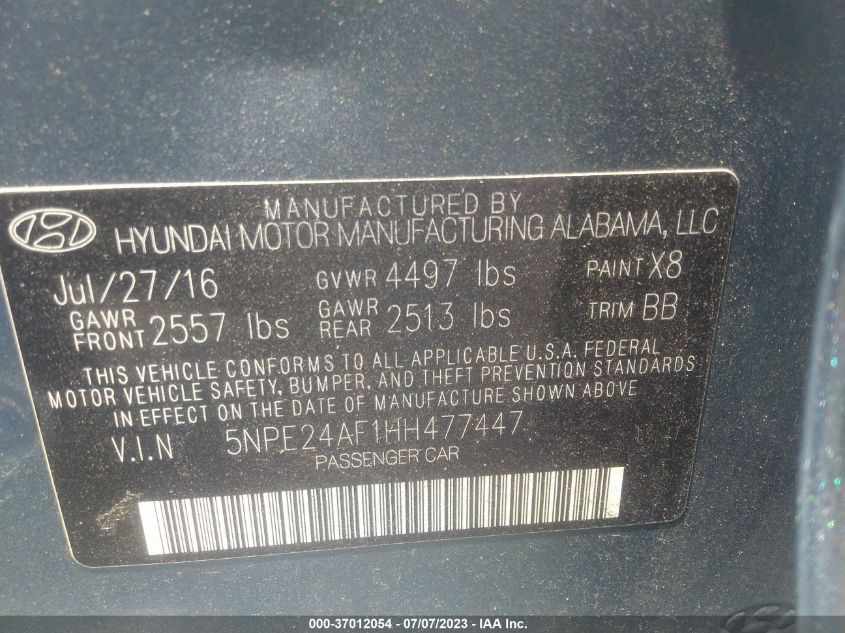 MANUFACTURED BY
HYUNDAI MOTOR MANUFACTURING ALABAMA, LLC
Jul/27/16 GVWR 4497 lbs PAINT X8
GAWR FRONT 2557 lbs GAWR REAR 2513 lbs TRIM BB
THIS VEHICLE CONFORMS TO ALL APPLICABLE U.S.A. FEDERAL
MOTOR VEHICLE SAFETY, BUMPER, AND THEFT PREVENTION STANDARDS
IN EFFECT ON THE DATE OF MANUFACTURE SHOWN ABOVE
V.I.N 5NPE24AF1HH477447
PASSENGER CAR
000-37012054 - 07/07/2023 - IAA Inc.